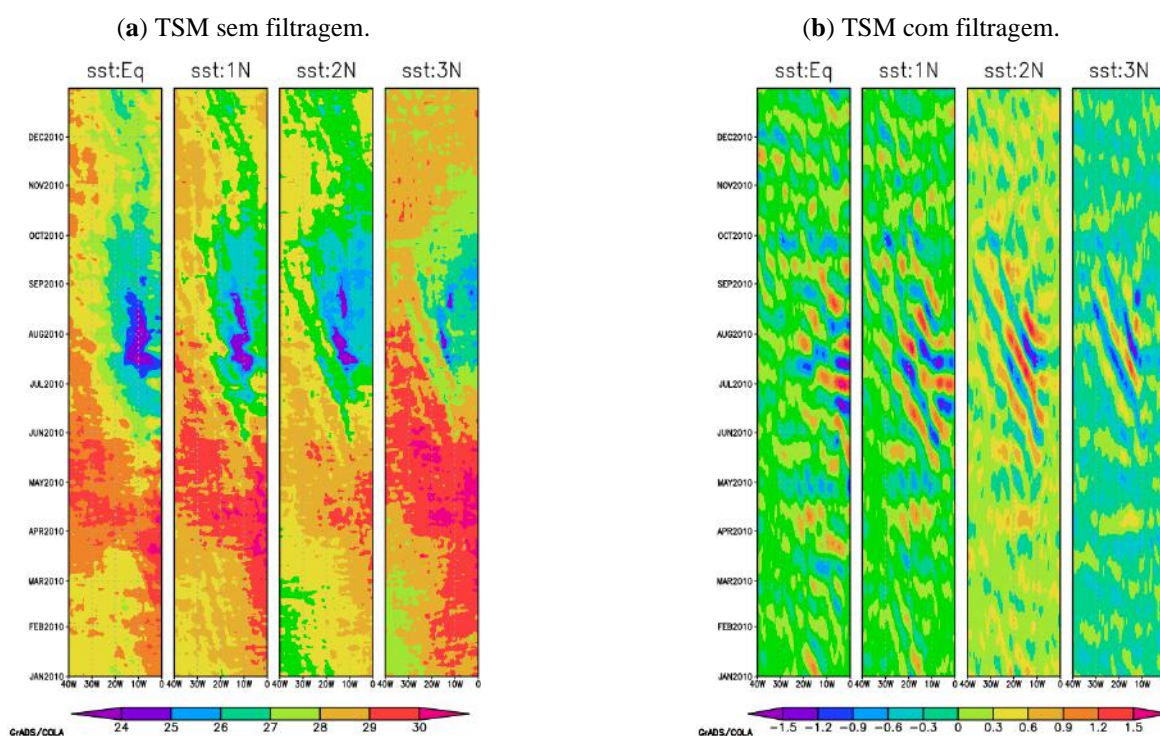 (a) TSM sem filtragem.
sst:Eq sst:1N sst:2N sst:3N
DEC2010
NOV2010
OCT2010
SEP2010
AUG2010
JUL2010
JUN2010
MAY2010
APR2010
MAR2010
FEB2010
JAN2010
40W 30W 20W 10W 0 40W 30W 20W 10W 0 40W 30W 20W 10W 0 40W 30W 20W 10W 0
24 25 26 27 28 29 30
GrADS/COLA
(b) TSM com filtragem.
sst:Eq sst:1N sst:2N sst:3N
DEC2010
NOV2010
OCT2010
SEP2010
AUG2010
JUL2010
JUN2010
MAY2010
APR2010
MAR2010
FEB2010
JAN2010
40W 30W 20W 10W 0 40W 30W 20W 10W 0 40W 30W 20W 10W 0 40W 30W 20W 10W
-1.5 -1.2 -0.9 -0.6 -0.3 0 0.3 0.6 0.9 1.2 1.5
GrADS/COLA